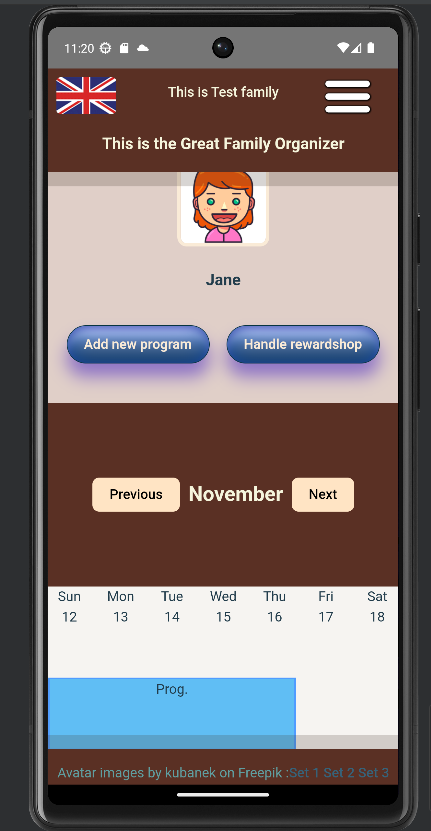 11:20
This is Test family
This is the Great Family Organizer
Jane
Add new program Handle rewardshop
Previous November Next
Sun Mon Tue Wed Thu Fri Sat
12 13 14 15 16 17 18
Prog.
Avatar images by kubanek on Freepik :Set 1 Set 2 Set 3